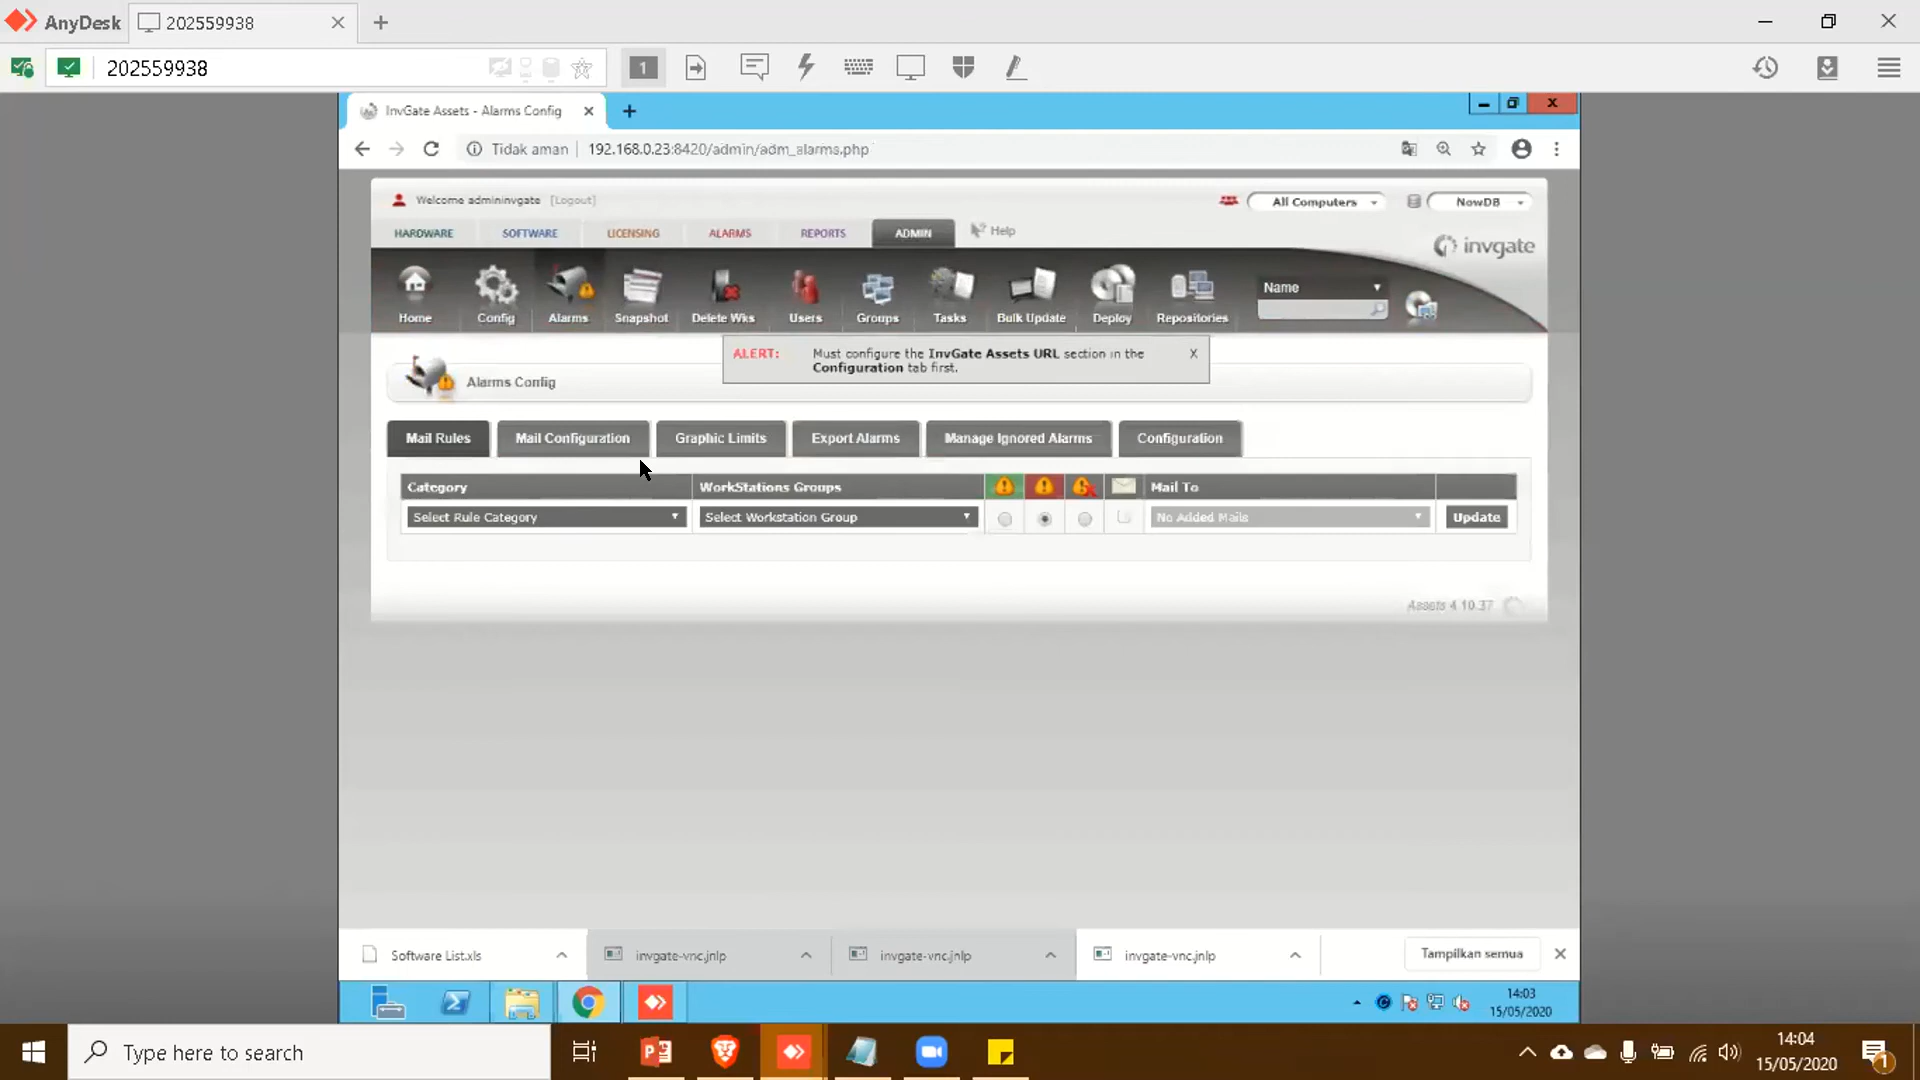 AnyDesk
202559938
202559938
1
InvGate Assets - Alarms Config
Tidak aman
192.168.0.23:8420/admin/adm_alarms.php
Welcome admininvgate [Logout]
All Computers
NowDB
HARDWARE
SOFTWARE
LICENSING
ALARMS
REPORTS
ADMIN
Help
invgate
Home
Config
Alarms
Snapshot
Delete Wks
Users
Groups
Tasks
Bulk Update
Deploy
Repositories
Name
ALERT:
Must configure the InvGate Assets URL section in the
Configuration tab first.
X
Alarms Config
Mail Rules
Mail Configuration
Graphic Limits
Export Alarms
Manage Ignored Alarms
Configuration
Category
WorkStations Groups
Mail To
Select Rule Category
Select Workstation Group
No Added Mails
Update
Assets 4.10.37
Software List.xls
invgate-vnc.jnlp
invgate-vnc.jnlp
invgate-vnc.jnlp
Tampilkan semua
14:03
15/05/2020
Type here to search
14:04
15/05/2020
1